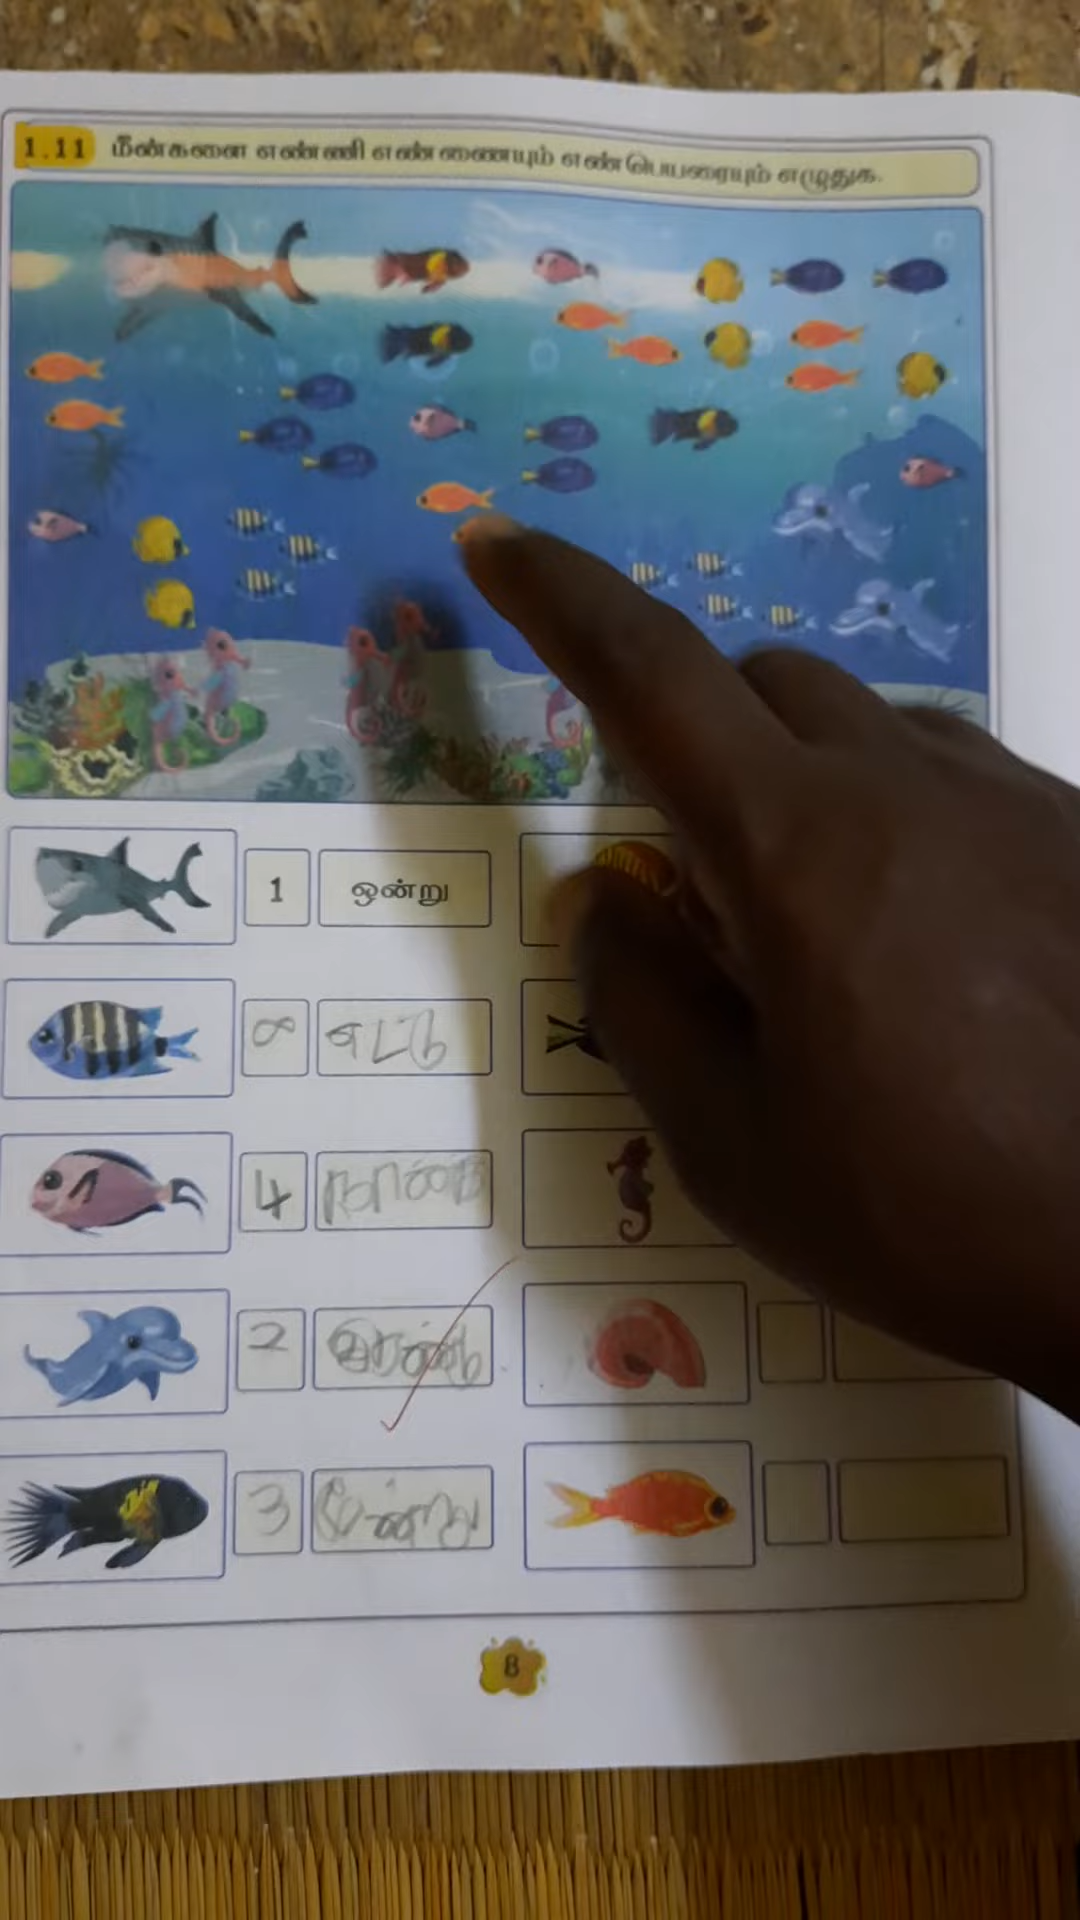 1.11 மீன்களை எண்ணி எண்ணையும் எண்பெயரையும் எழுதுக.
1 ஒன்று
8 எட்டு
4 நான்கு
2 இரண்டு
3 மூன்று
8